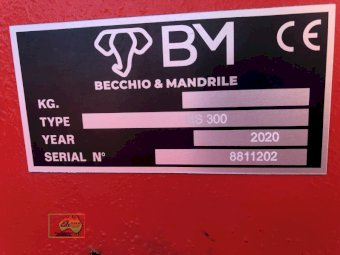 BM CE
BECCHIO & MANDRILE
KG.
TYPE 300
YEAR 2020
SERIAL N° 8811202